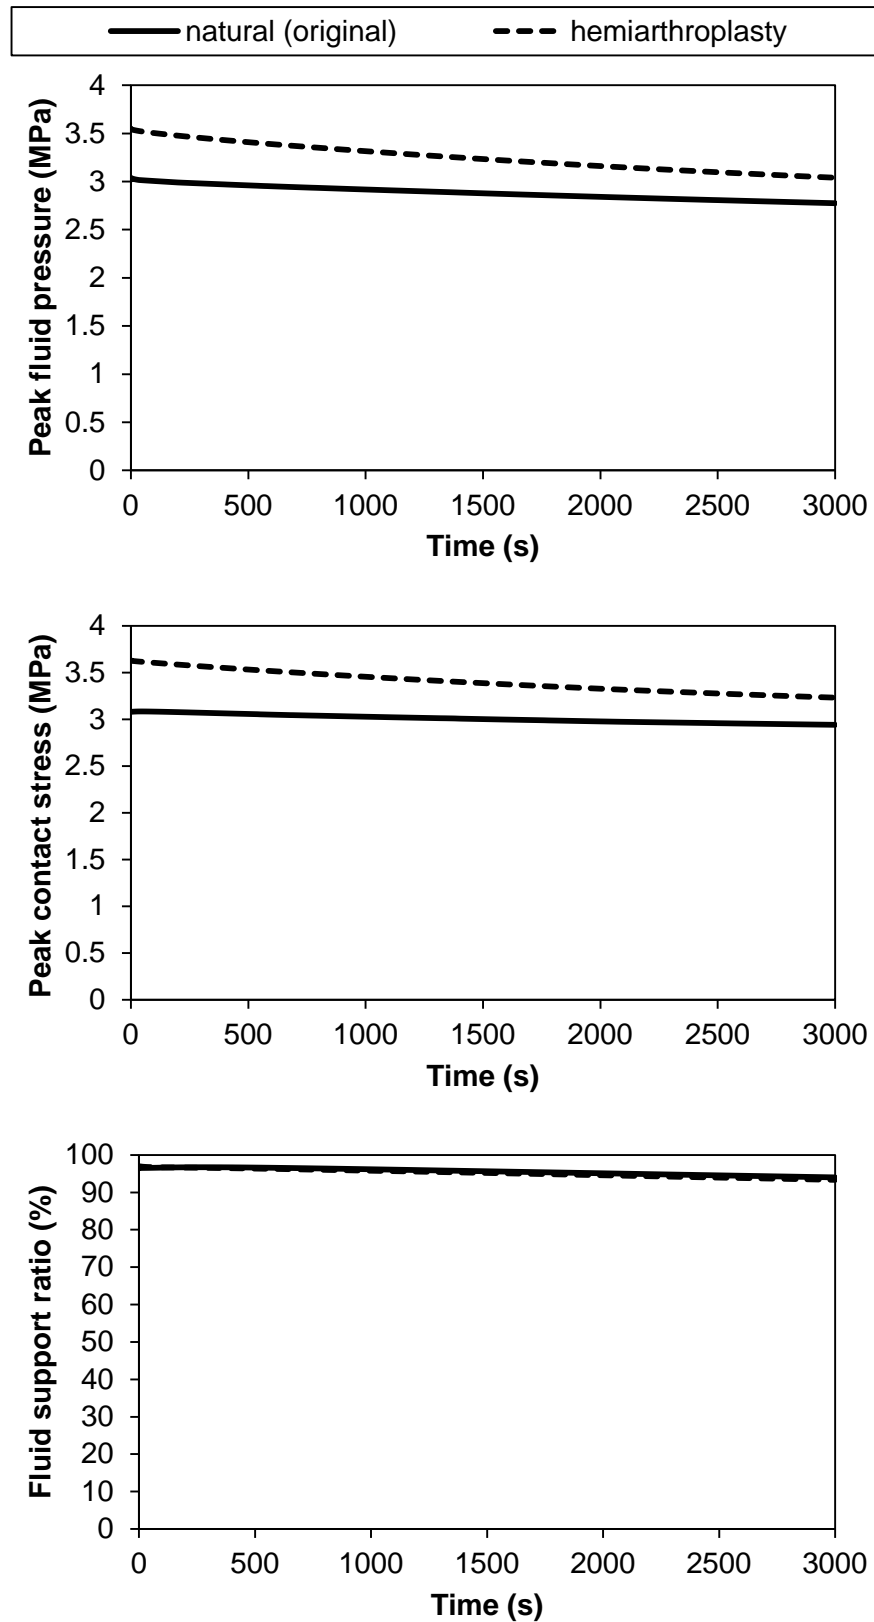 natural (original) hemiarthroplasty
Peak fluid pressure (MPa)
4
3.5
3
2.5
2
1.5
1
0.5
0
0 500 1000 1500 2000 2500 3000
Time (s)
Peak contact stress (MPa)
4
3.5
3
2.5
2
1.5
1
0.5
0
0 500 1000 1500 2000 2500 3000
Time (s)
Fluid support ratio (%)
100
90
80
70
60
50
40
30
20
10
0
0 500 1000 1500 2000 2500 3000
Time (s)